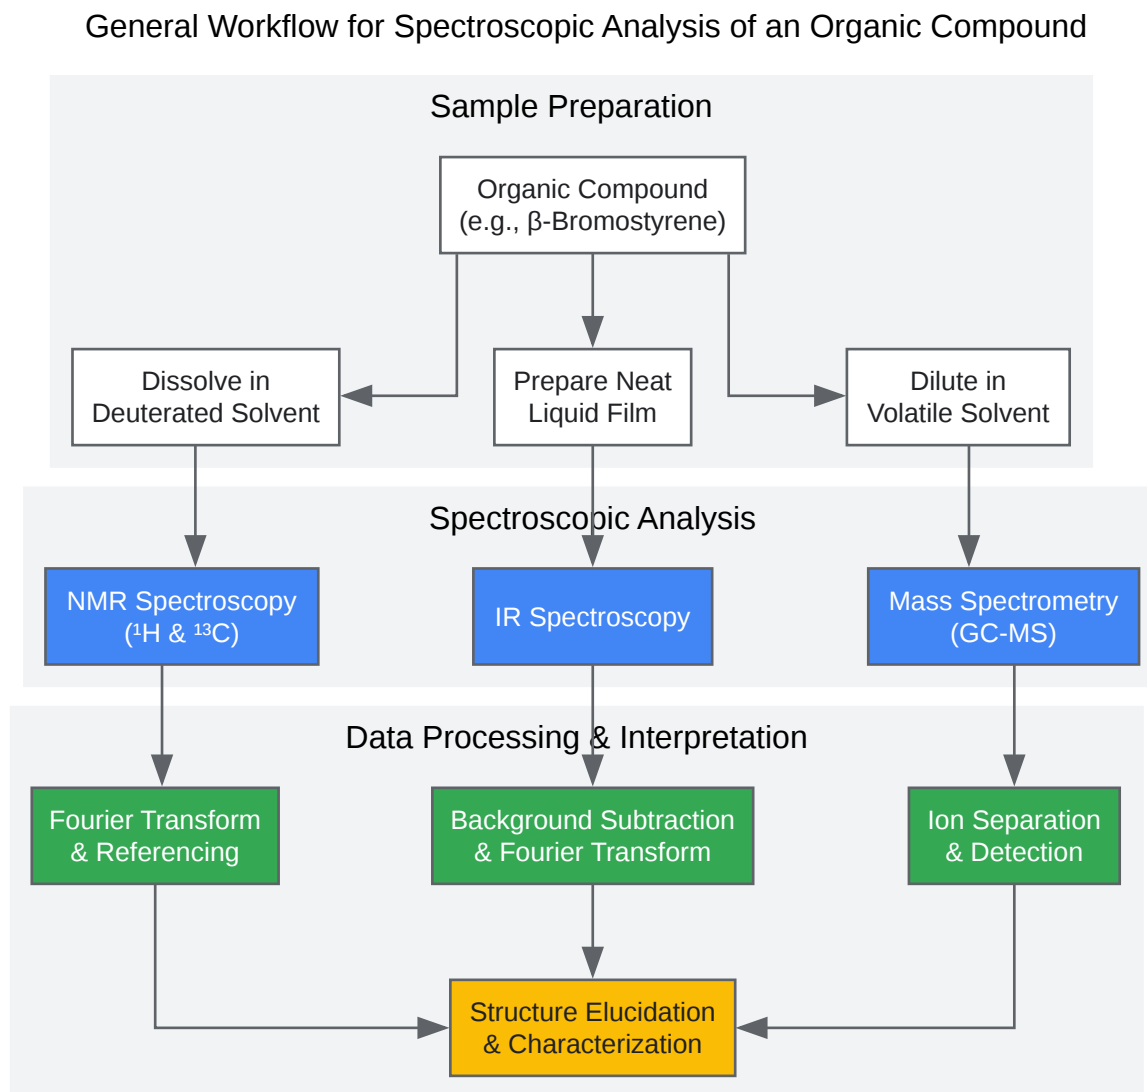 General Workflow for Spectroscopic Analysis of an Organic Compound
Sample Preparation
Organic Compound
(e.g., β-Bromostyrene)
Dissolve in
Deuterated Solvent
Prepare Neat
Liquid Film
Dilute in
Volatile Solvent
Spectroscopic Analysis
NMR Spectroscopy
(¹H & ¹³C)
IR Spectroscopy
Mass Spectrometry
(GC-MS)
Data Processing & Interpretation
Fourier Transform
& Referencing
Background Subtraction
& Fourier Transform
Ion Separation
& Detection
Structure Elucidation
& Characterization